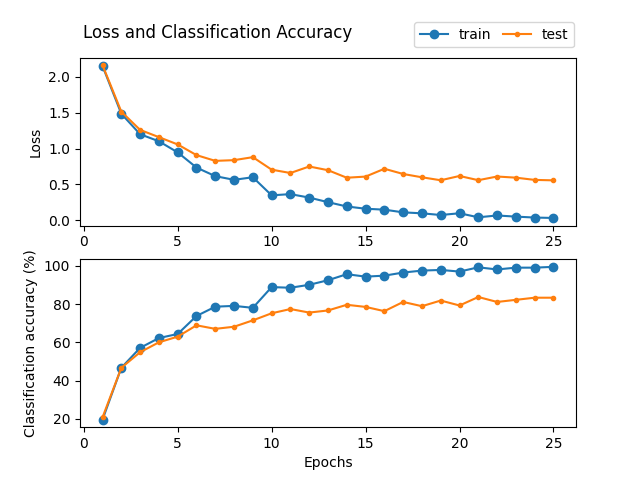 Loss and Classification Accuracy
train test
Loss
2.0
1.5
1.0
0.5
0.0
0 5 10 15 20 25
Classification accuracy (%)
100
80
60
40
20
0 5 10 15 20 25
Epochs